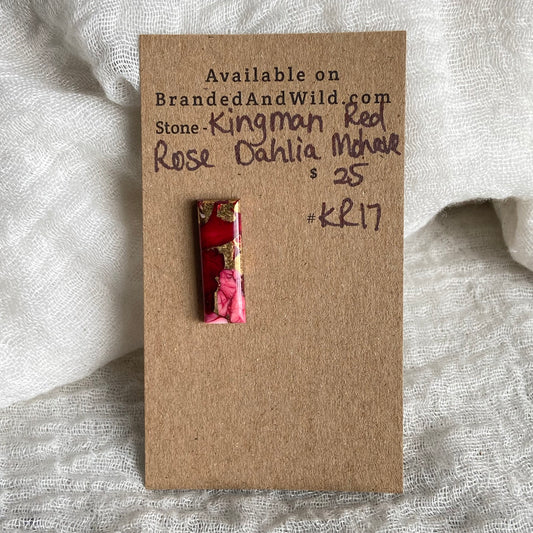 Available on
BrandedAndWild.com
Stone - Kingman Red
Rose Dahlia Mohave
$ 25
# KR17